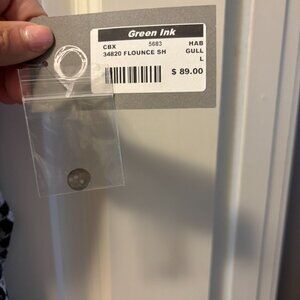 Green Ink
CBX 5683 HAB
34820 FLOUNCE SH GULL
L
$ 89.00